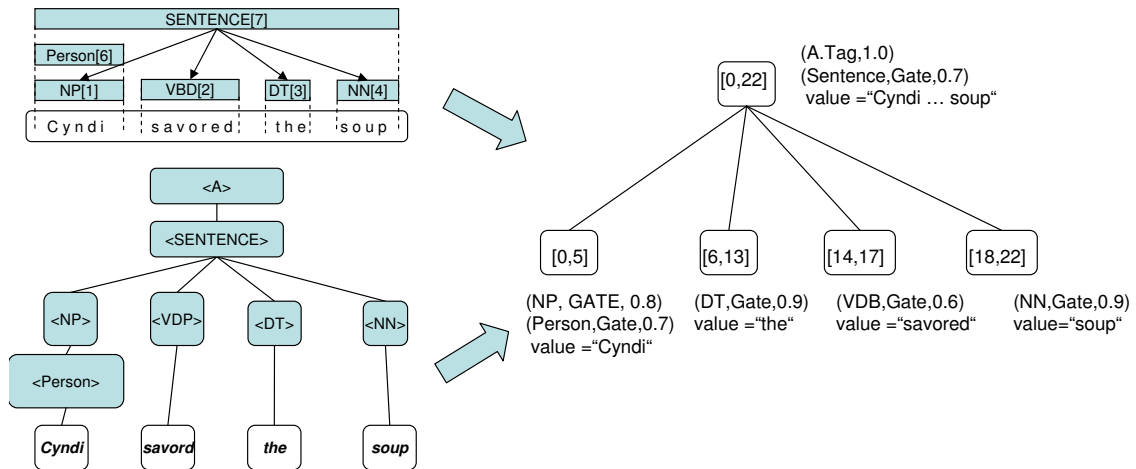 SENTENCE[7]
Person[6]
NP[1] VBD[2] DT[3] NN[4]
Cyndi savored the soup
<A>
<SENTENCE>
<NP> <VDP> <DT> <NN>
<Person>
Cyndi savord the soup
[0,22]
(A.Tag,1.0)
(Sentence,Gate,0.7)
value =“Cyndi … soup“
[0,5] [6,13] [14,17] [18,22]
(NP, GATE, 0.8)
(Person,Gate,0.7)
value =“Cyndi“
(DT,Gate,0.9)
value =“the“
(VDB,Gate,0.6)
value =“savored“
(NN,Gate,0.9)
value=“soup“